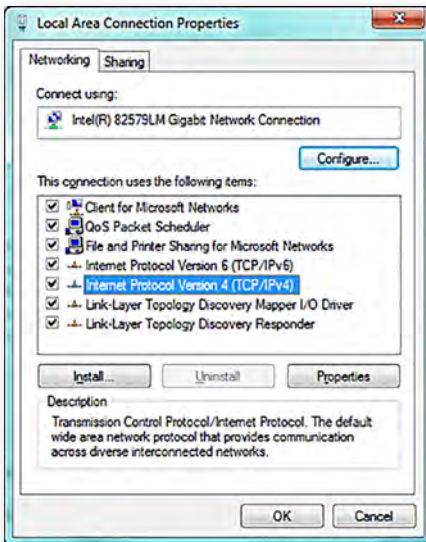 Local Area Connection Properties
Networking
Sharing
Connect using:
Intel(R) 82579LM Gigabit Network Connection
Configure...
This connection uses the following items:
Client for Microsoft Networks
QoS Packet Scheduler
File and Printer Sharing for Microsoft Networks
Internet Protocol Version 6 (TCP/IPv6)
Internet Protocol Version 4 (TCP/IPv4)
Link-Layer Topology Discovery Mapper I/O Driver
Link-Layer Topology Discovery Responder
Install...
Uninstall
Properties
Description
Transmission Control Protocol/Internet Protocol. The default
wide area network protocol that provides communication
across diverse interconnected networks.
OK
Cancel